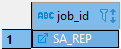 ABC job_id
1 SA_REP